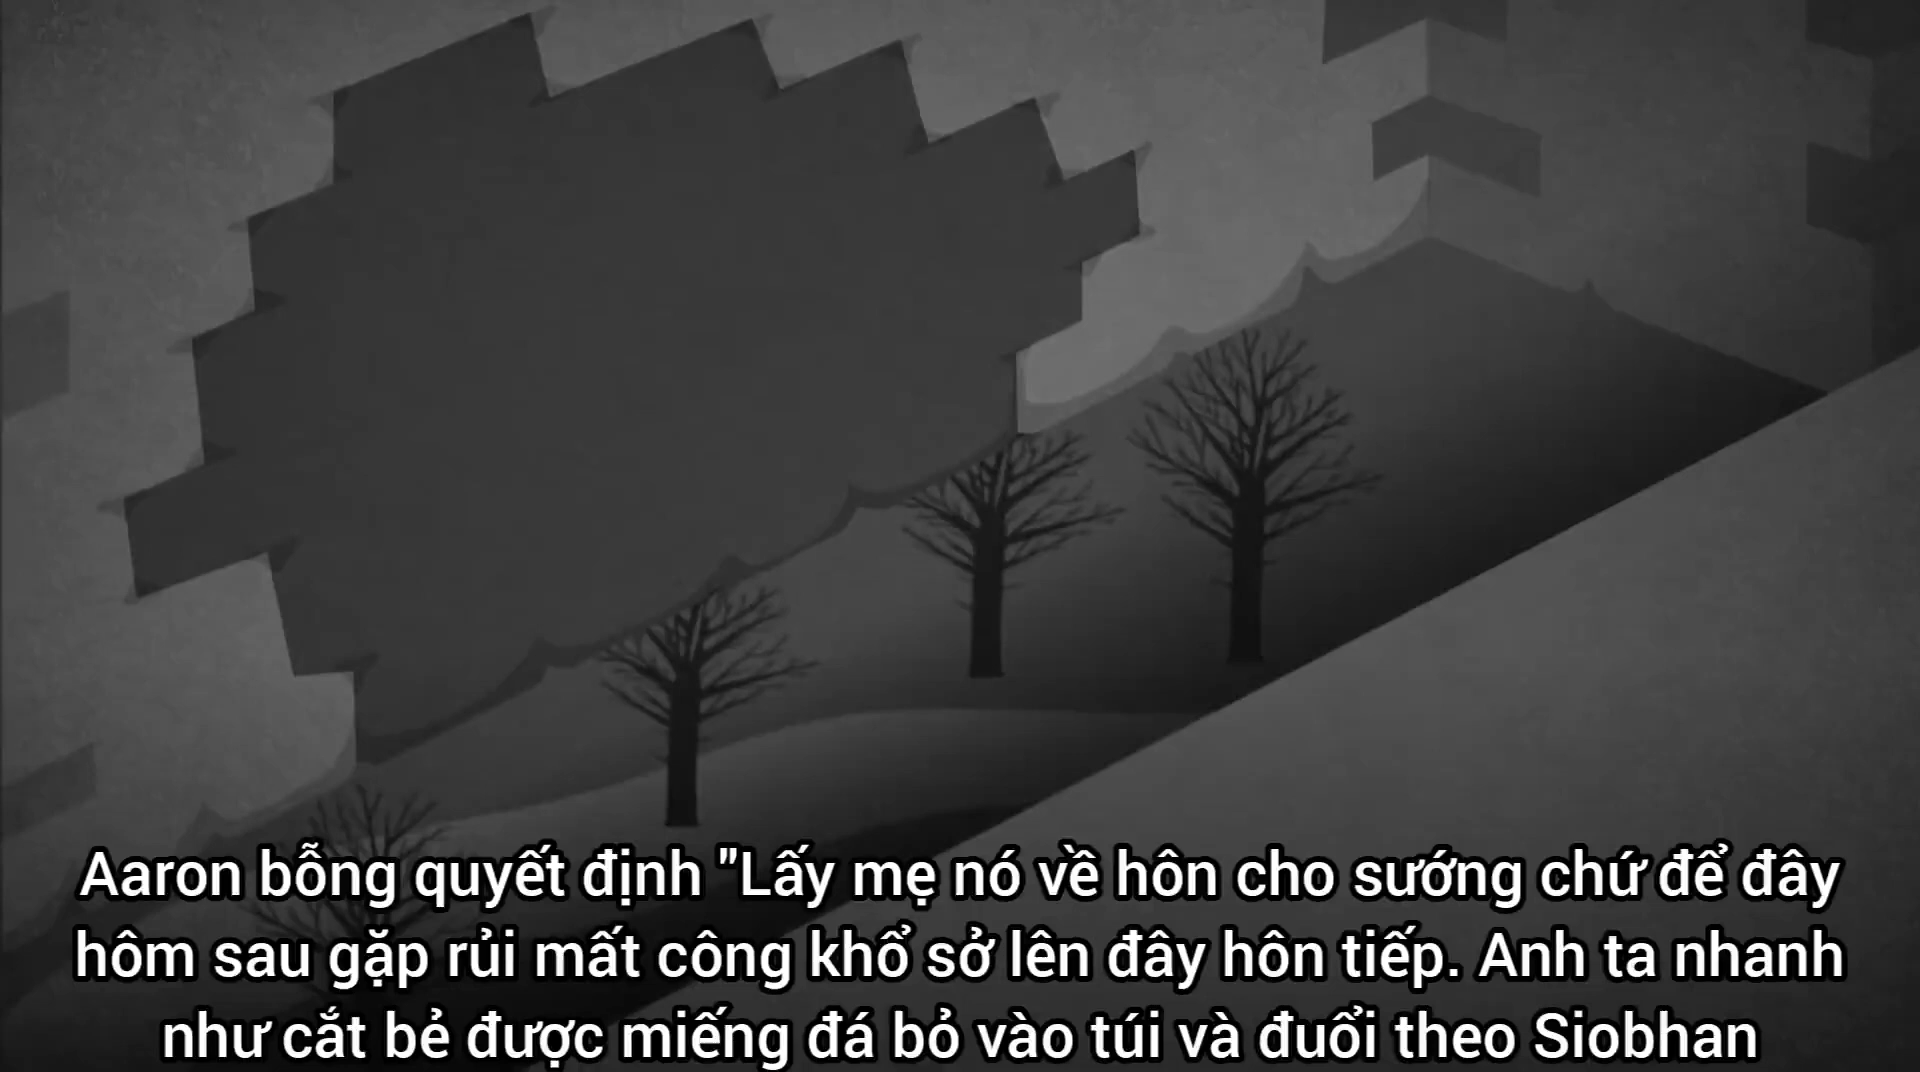 Aaron bỗng quyết định "Lấy mẹ nó về hôn cho sướng chứ để đây
hôm sau gặp rủi mất công khổ sở lên đây hôn tiếp. Anh ta nhanh
như cắt bẻ được miếng đá bỏ vào túi và đuổi theo Siobhan